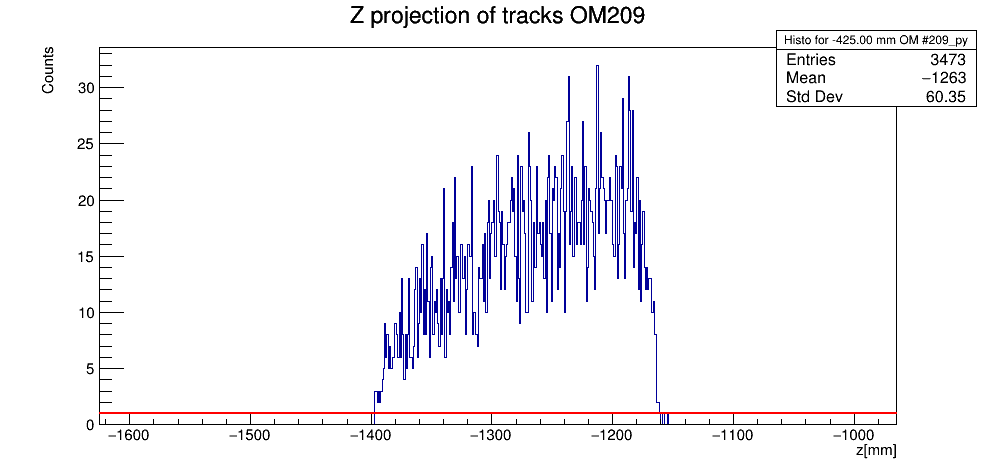 Z projection of tracks OM209
Histo for -425.00 mm OM #209_py
Entries 3473
Mean −1263
Std Dev 60.35
Counts
30
25
20
15
10
5
0
−1600 −1500 −1400 −1300 −1200 −1100 −1000
z[mm]